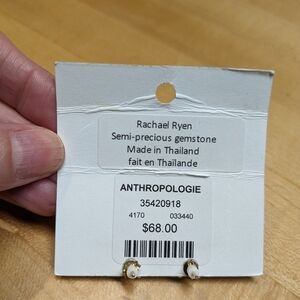 Rachael Ryen
Semi-precious gemstone
Made in Thailand
fait en Thailande
ANTHROPOLOGIE
35420918
4170 033440
$68.00